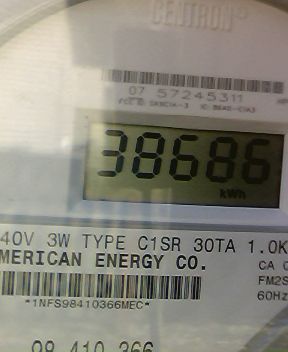 CENTRON
07 57245311
38686
kWh
40V 3W TYPE C1SR 30TA 1.0K
MERICAN ENERGY CO.
CA 0
FM2S
60Hz
*1NFS98410366MEC*
98 410 366